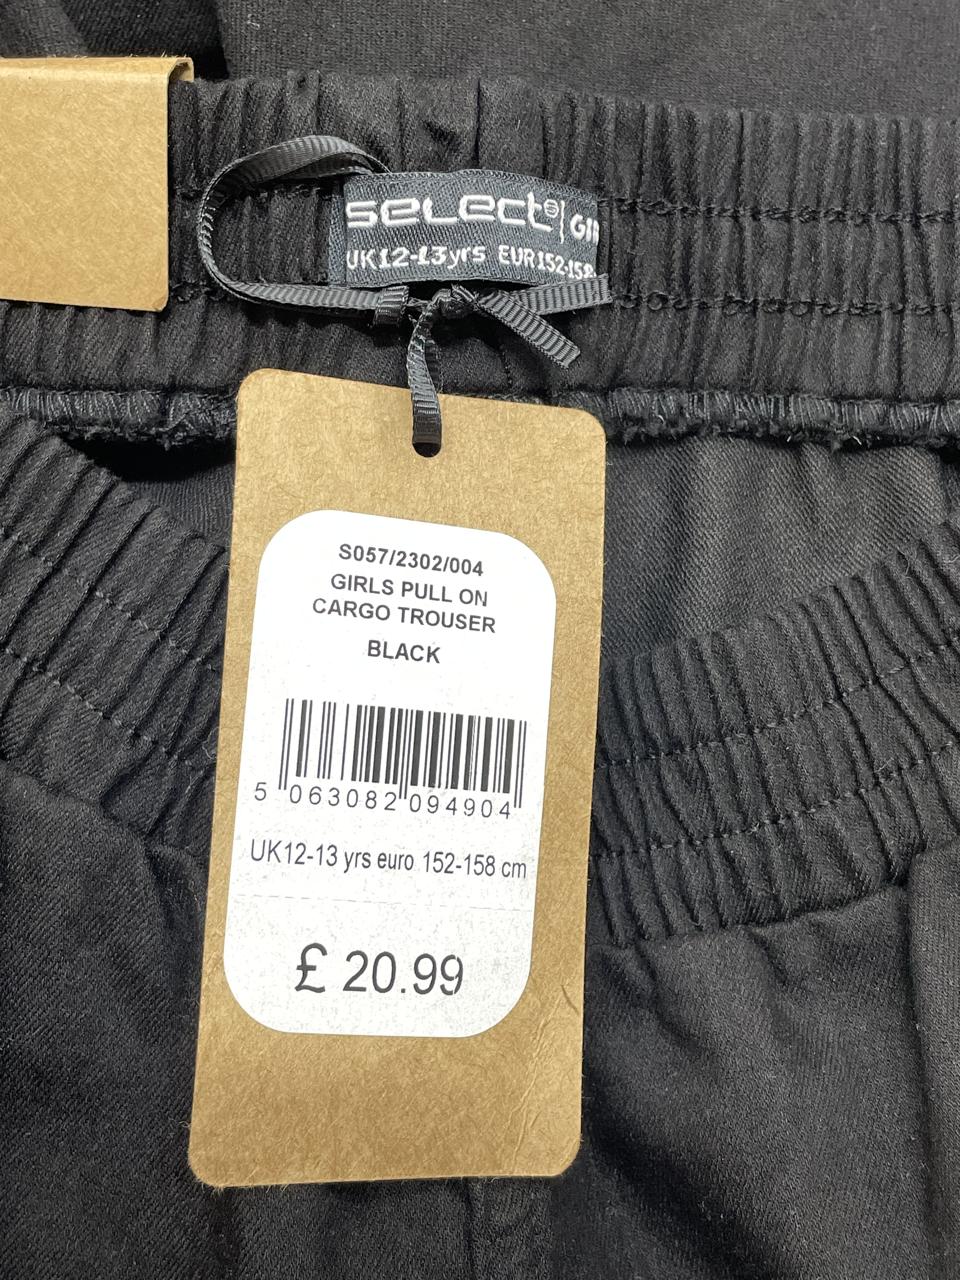 select® | GI
UK12-13yrs EUR152-158
S057/2302/004
GIRLS PULL ON
CARGO TROUSER
BLACK
5 063082 094904
UK12-13 yrs euro 152-158 cm
£ 20.99